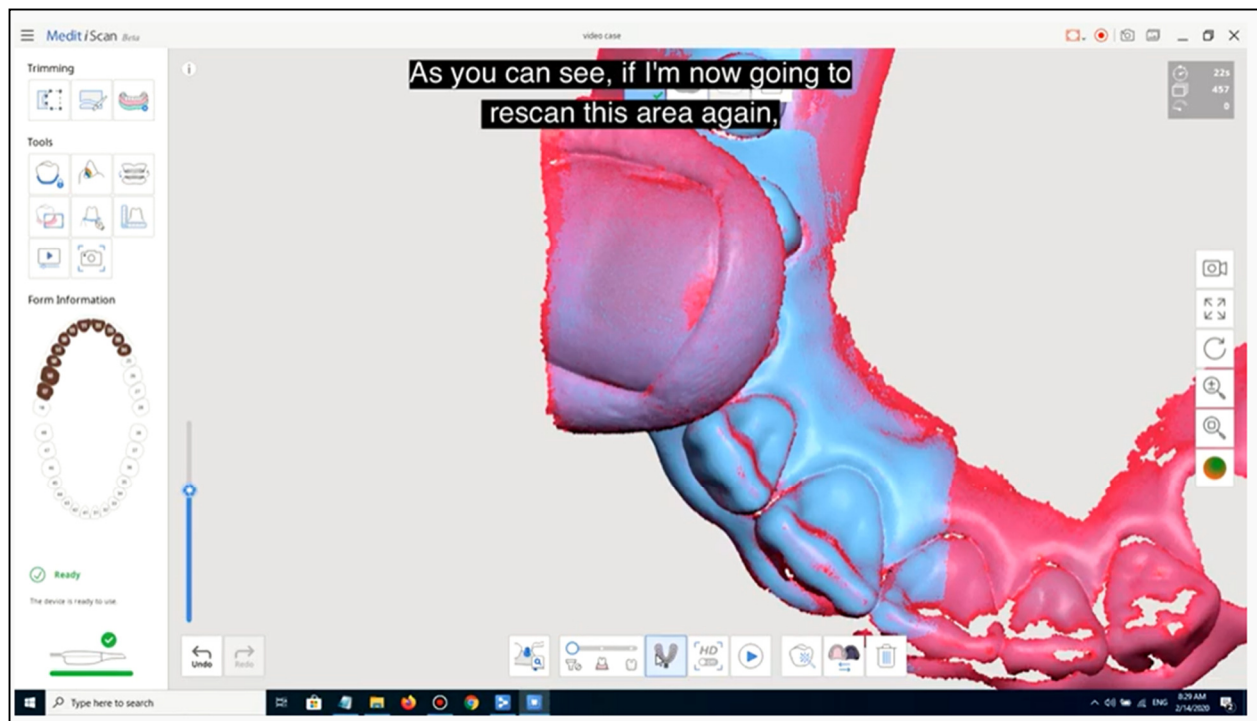 Medit iScan Beta
video case
Trimming
As you can see, if I'm now going to
rescan this area again,
22s
457
0
Tools
Form Information
Ready
The device is ready to use
Undo
Redo
HD
Type here to search
ENG
8:29 AM
2/14/2020